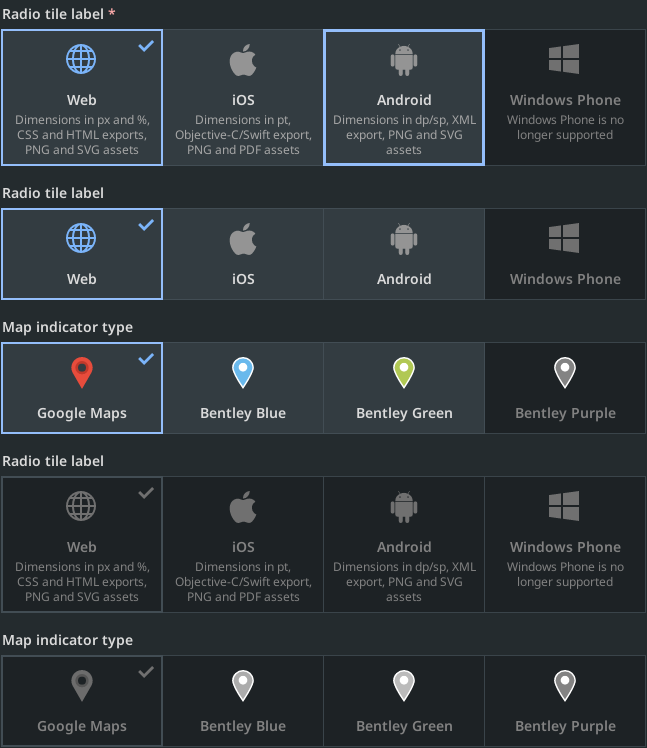 Radio tile label *
Web
Dimensions in px and %,
CSS and HTML exports,
PNG and SVG assets
iOS
Dimensions in pt,
Objective-C/Swift export,
PNG and PDF assets
Android
Dimensions in dp/sp, XML
export, PNG and SVG
assets
Windows Phone
Windows Phone is no
longer supported
Radio tile label
Web
iOS
Android
Windows Phone
Map indicator type
Google Maps
Bentley Blue
Bentley Green
Bentley Purple
Radio tile label
Web
Dimensions in px and %,
CSS and HTML exports,
PNG and SVG assets
iOS
Dimensions in pt,
Objective-C/Swift export,
PNG and PDF assets
Android
Dimensions in dp/sp, XML
export, PNG and SVG
assets
Windows Phone
Windows Phone is no
longer supported
Map indicator type
Google Maps
Bentley Blue
Bentley Green
Bentley Purple